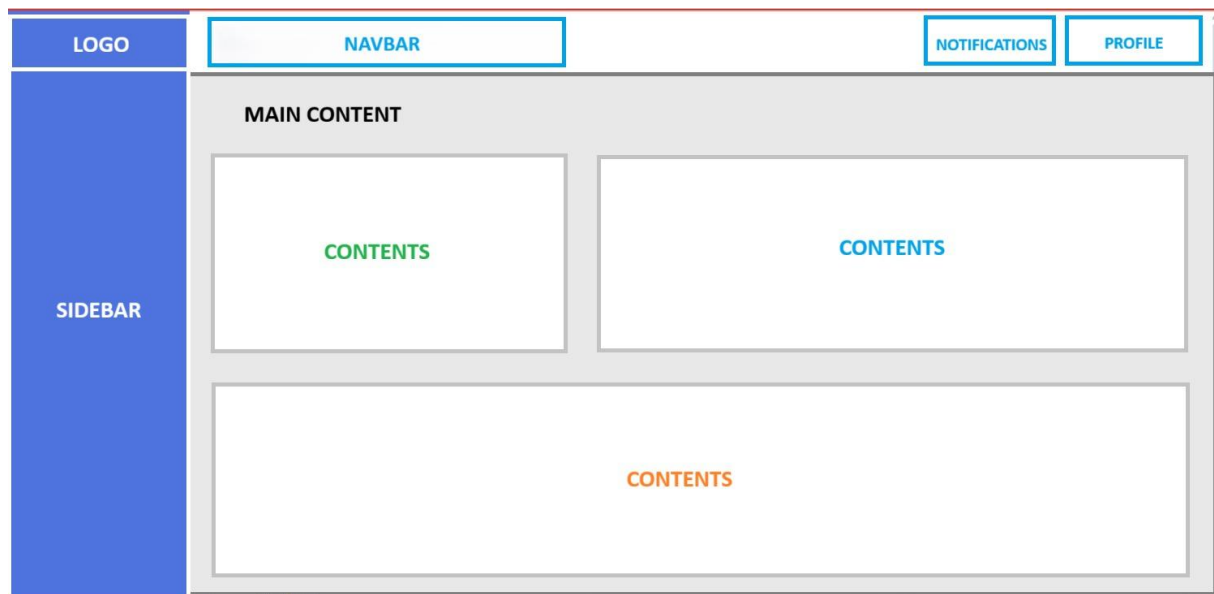 LOGO
NAVBAR
NOTIFICATIONS
PROFILE
MAIN CONTENT
CONTENTS
CONTENTS
SIDEBAR
CONTENTS